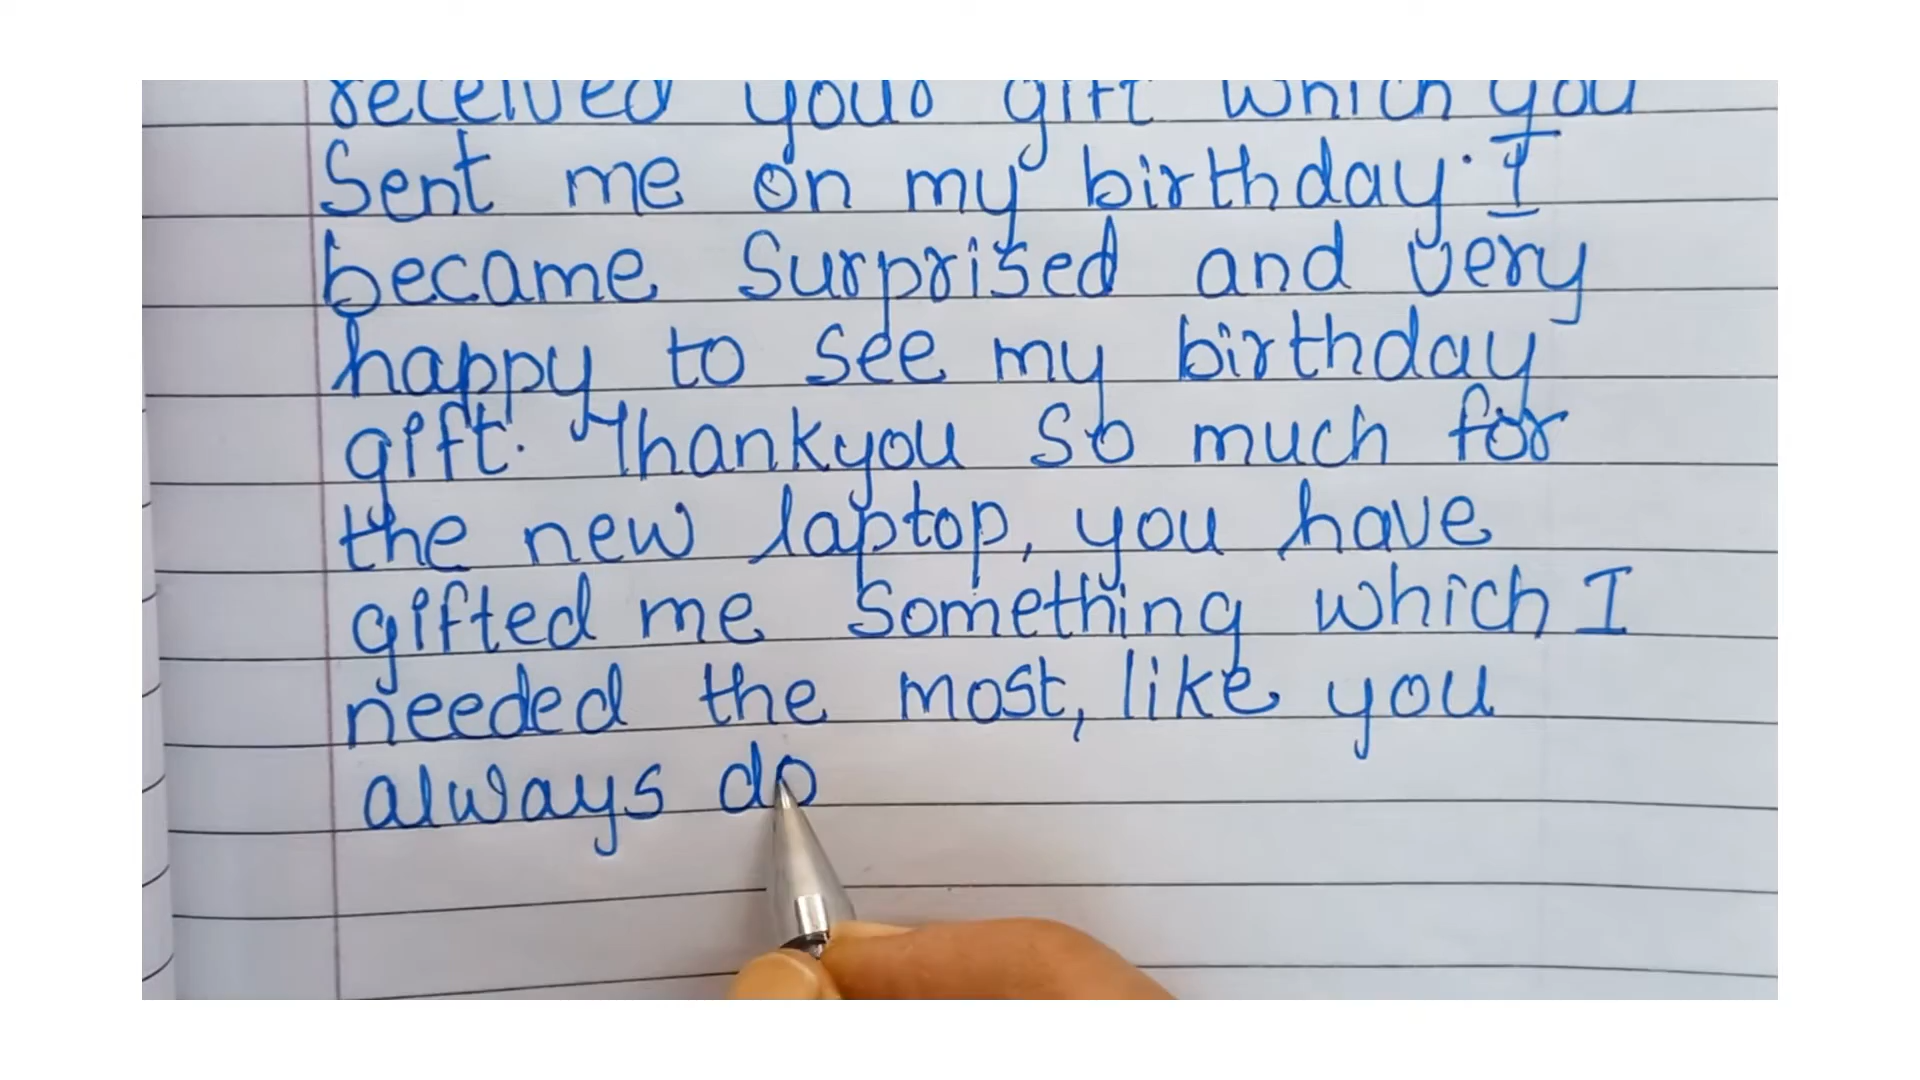 received your gift which you
Sent me on my birthday. I
became Surprised and very
happy to see my birthday
gift. Thankyou so much for
the new laptop, you have
gifted me Something which I
needed the most, like you
always do